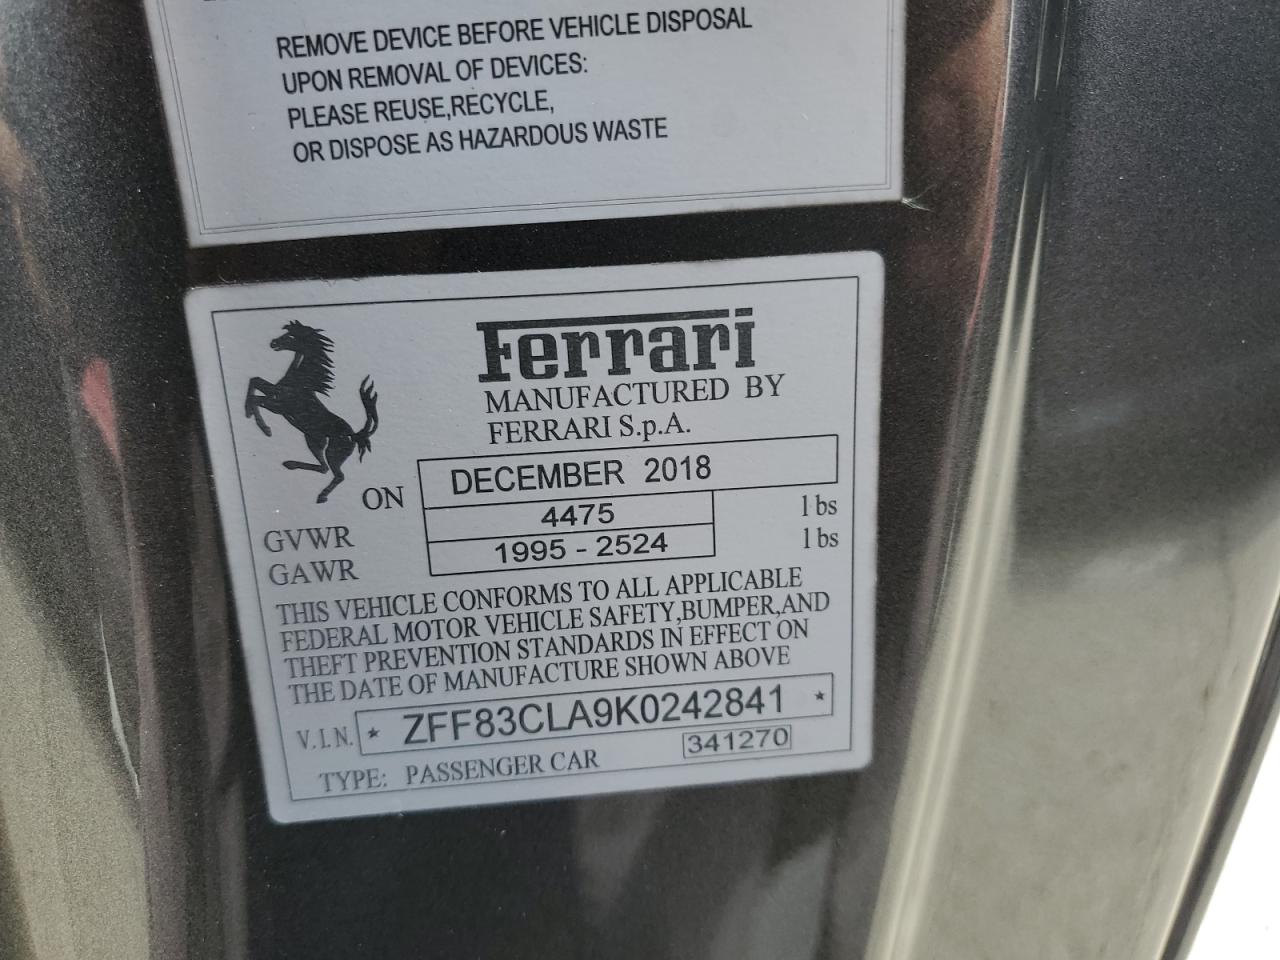 REMOVE DEVICE BEFORE VEHICLE DISPOSAL
UPON REMOVAL OF DEVICES:
PLEASE REUSE,RECYCLE,
OR DISPOSE AS HAZARDOUS WASTE
Ferrari
MANUFACTURED BY
FERRARI S.p.A.
ON DECEMBER 2018
GVWR 4475 lbs
GAWR 1995 - 2524 lbs
THIS VEHICLE CONFORMS TO ALL APPLICABLE
FEDERAL MOTOR VEHICLE SAFETY,BUMPER,AND
THEFT PREVENTION STANDARDS IN EFFECT ON
THE DATE OF MANUFACTURE SHOWN ABOVE
V.I.N. * ZFF83CLA9K0242841 *
TYPE: PASSENGER CAR 341270